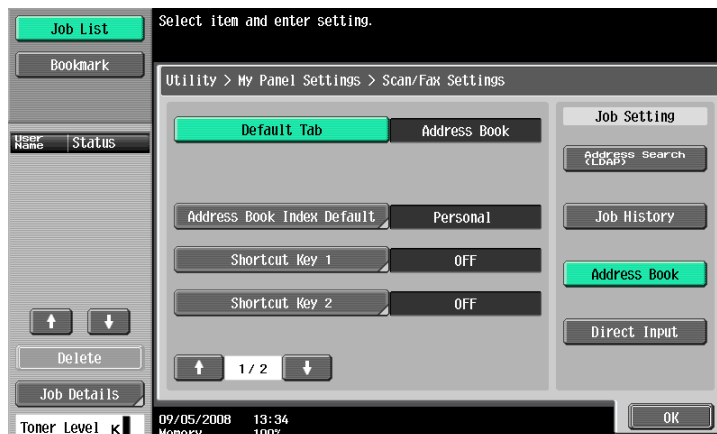 Job List
Bookmark
User Name Status
Delete
Job Details
Toner Level K
Select item and enter setting.
Utility > My Panel Settings > Scan/Fax Settings
Default Tab Address Book
Address Book Index Default Personal
Shortcut Key 1 OFF
Shortcut Key 2 OFF
1/ 2
Job Setting
Address Search
(LDAP)
Job History
Address Book
Direct Input
09/05/2008 13:34
Memory 100%
OK